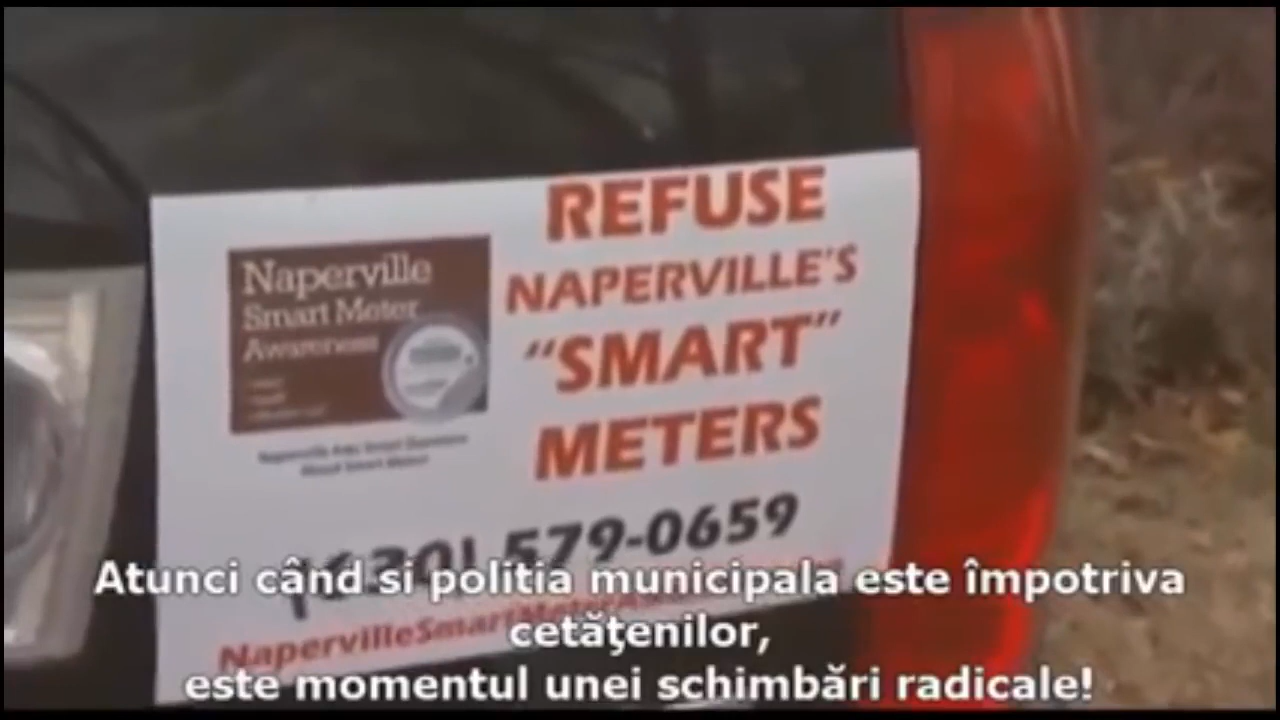 REFUSE
NAPERVILLE'S
"SMART"
METERS
Naperville
Smart Meter
Awareness
(630) 579-0659
Atunci când si politia municipala este împotriva
cetăţenilor,
este momentul unei schimbări radicale!